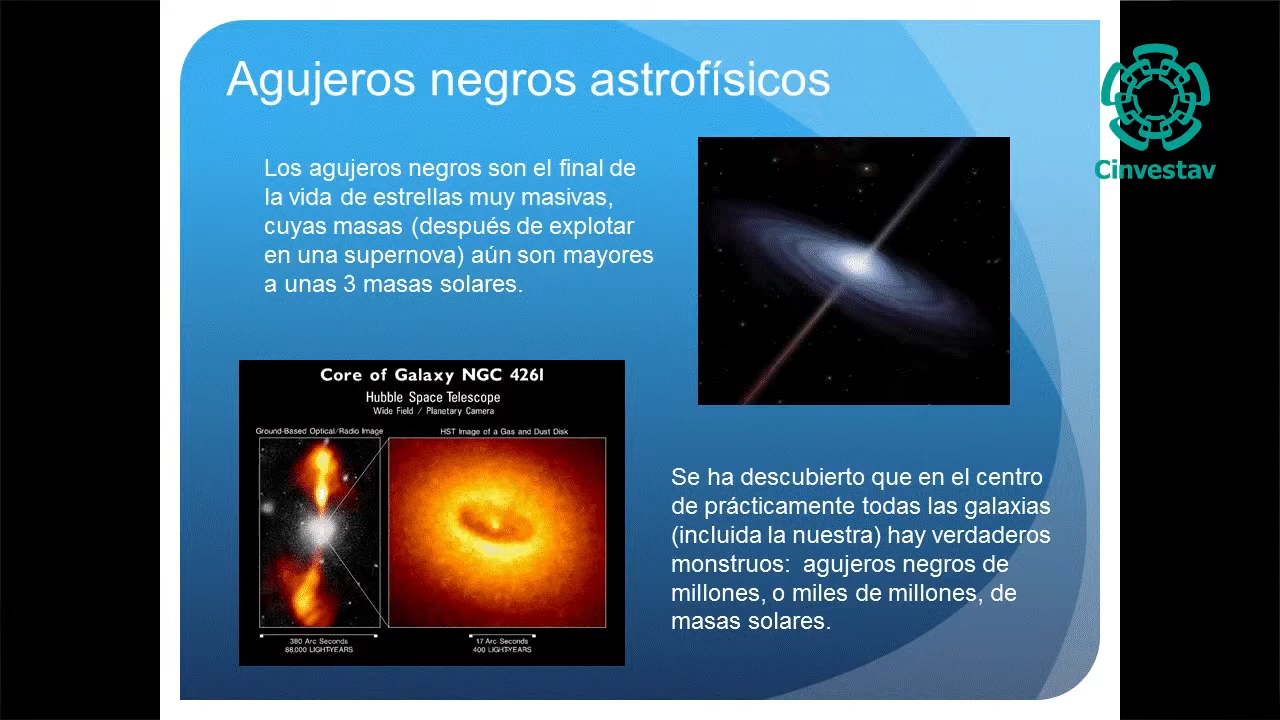 Agujeros negros astrofísicos
Cinvestav
Los agujeros negros son el final de
la vida de estrellas muy masivas,
cuyas masas (después de explotar
en una supernova) aún son mayores
a unas 3 masas solares.
Core of Galaxy NGC 4261
Hubble Space Telescope
Wide Field / Planetary Camera
Ground-Based Optical/Radio Image
HST Image of a Gas and Dust Disk
380 Arc Seconds
88,000 LIGHT-YEARS
17 Arc Seconds
400 LIGHT-YEARS
Se ha descubierto que en el centro
de prácticamente todas las galaxias
(incluida la nuestra) hay verdaderos
monstruos:  agujeros negros de
millones, o miles de millones, de
masas solares.